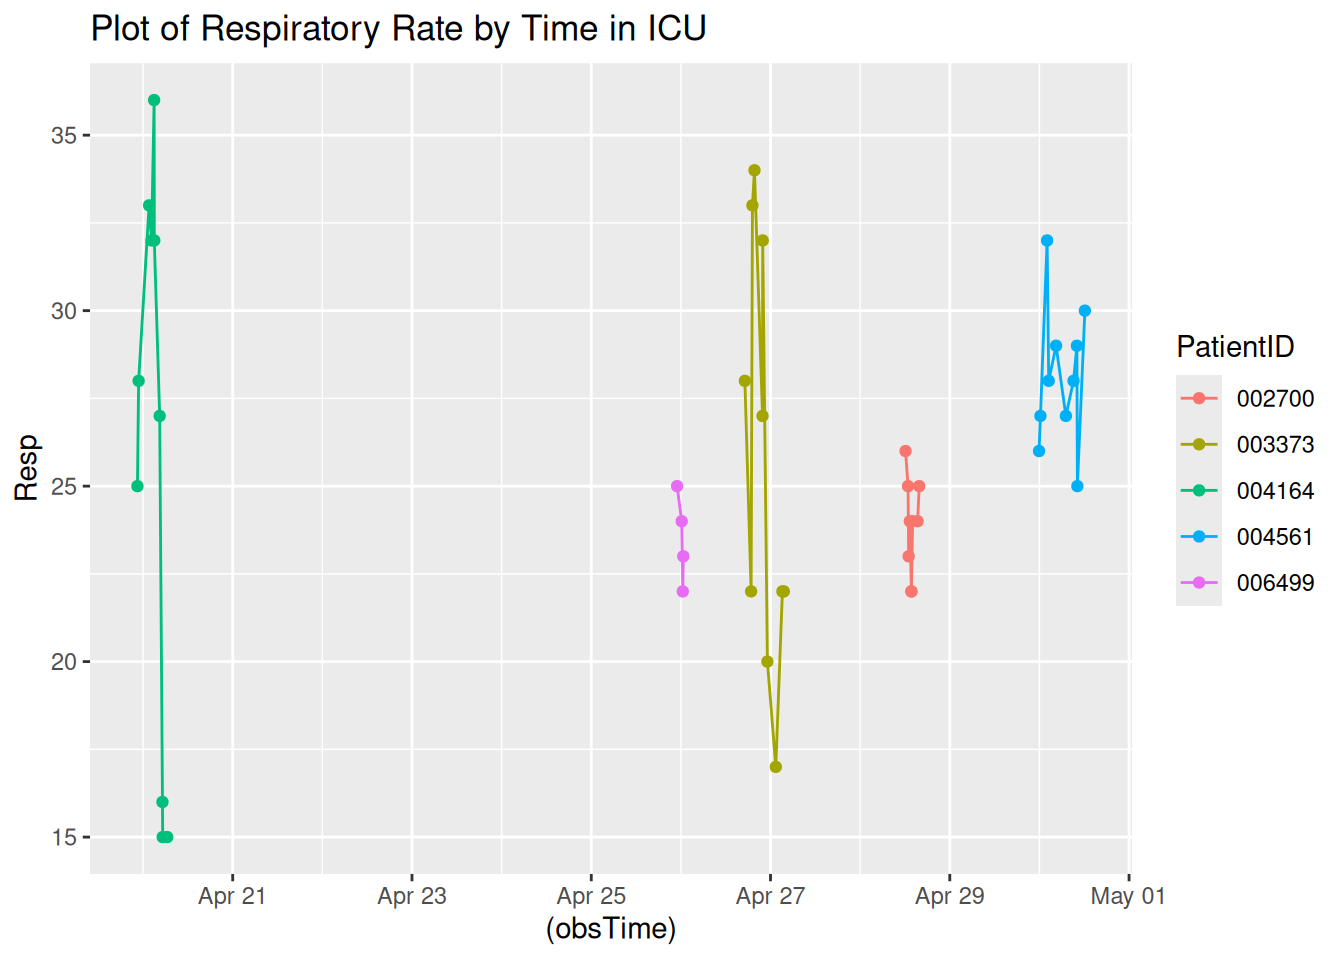 Plot of Respiratory Rate by Time in ICU
35
30
25
20
15
Resp
Apr 21
Apr 23
Apr 25
Apr 27
Apr 29
May 01
(obsTime)
PatientID
002700
003373
004164
004561
006499